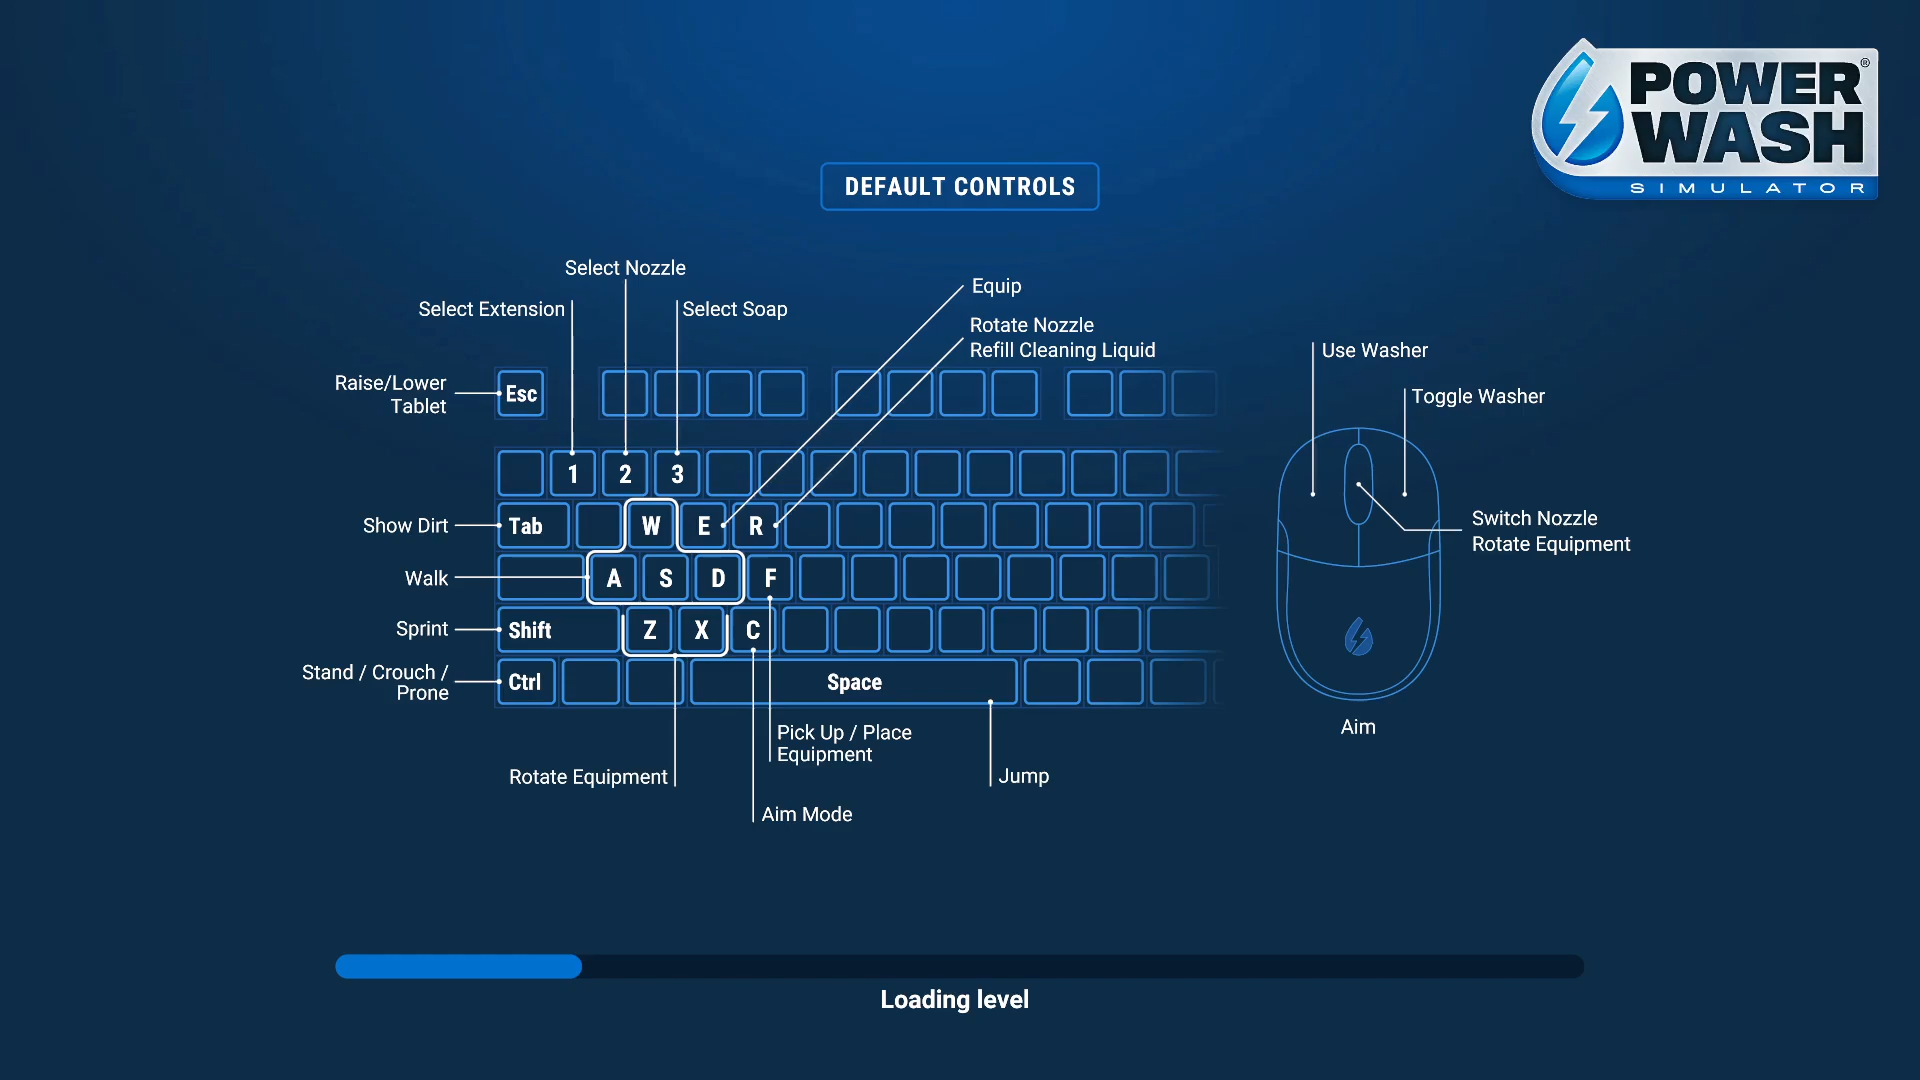 POWER®
WASH
SIMULATOR
DEFAULT CONTROLS
Select Nozzle
Select Extension
Select Soap
Equip
Rotate Nozzle
Refill Cleaning Liquid
Use Washer
Toggle Washer
Raise/Lower
Tablet
Esc
1 2 3
Show Dirt
Tab W E R
Switch Nozzle
Rotate Equipment
Walk
A S D F
Sprint
Shift Z X C
Stand / Crouch /
Prone
Ctrl Space
Aim
Pick Up / Place
Equipment
Rotate Equipment
Jump
Aim Mode
Loading level